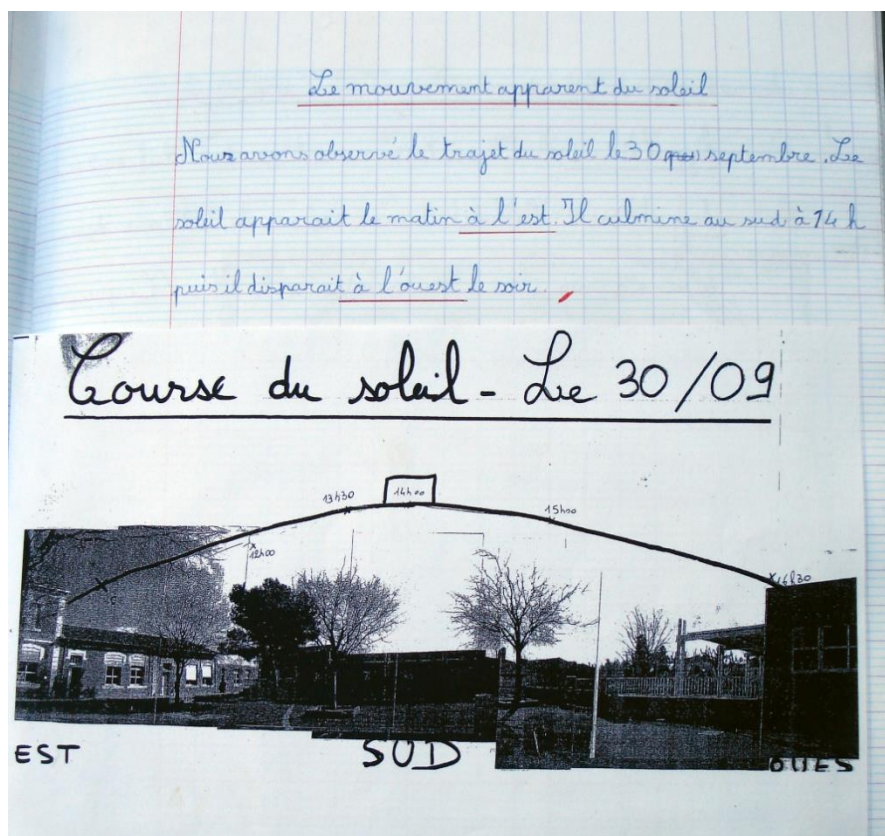 Le mouvement apparent du soleil
Nous avons observé le trajet du soleil le 30 septembre. Le
soleil apparait le matin à l'est. Il culmine au sud à 14 h
puis il disparait à l'ouest le soir.
Course du soleil - Le 30/09
13h30
14h00
15h00
12h00
16h30
EST
SUD
OUES